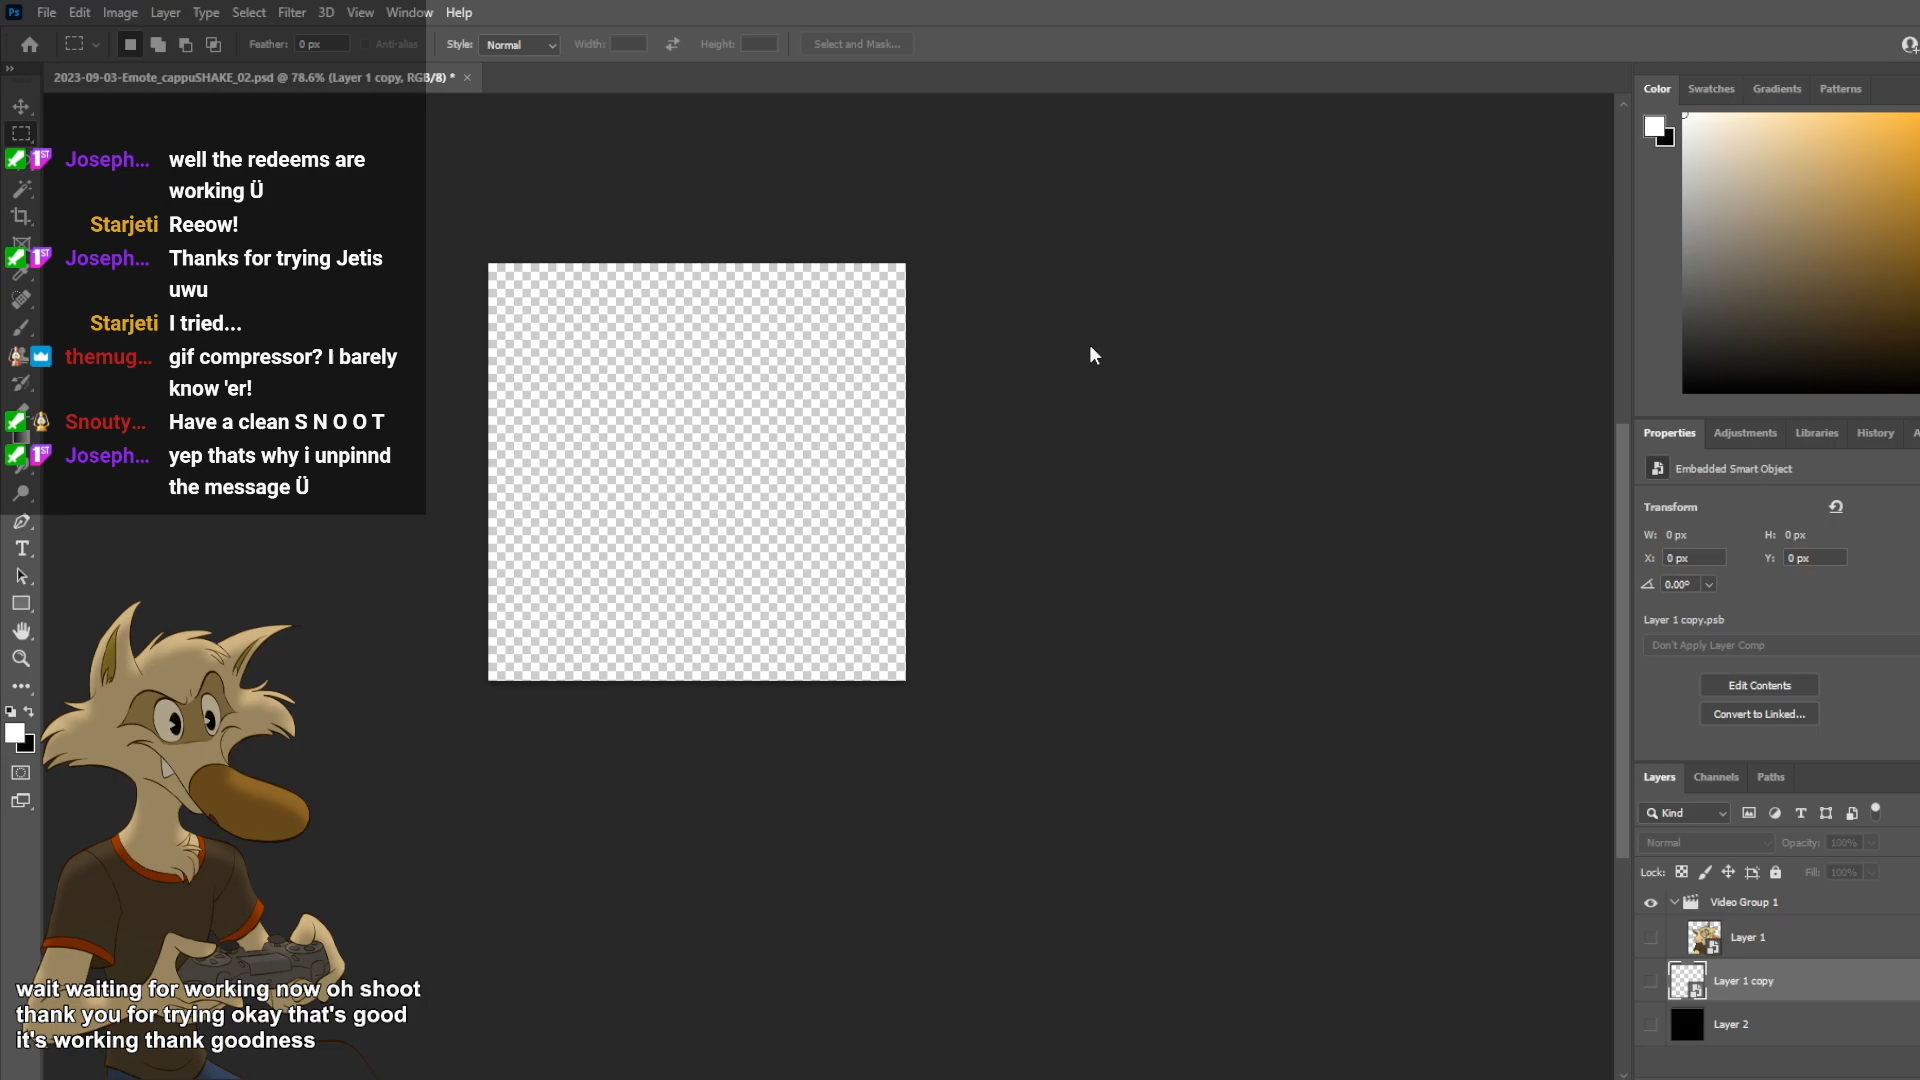 Ps File Edit Image Layer Type Select Filter 3D View Window Help
Feather: 0 px Anti-alias Style: Normal Width: Height: Select and Mask...
2023-09-03-Emote_cappuSHAKE_02.psd @ 78.6% (Layer 1 copy, RGB/8) * ×
Joseph... well the redeems are
working Ü
Starjeti Reeow!
Joseph... Thanks for trying Jetis
uwu
Starjeti I tried...
themug... gif compressor? I barely
know 'er!
Snouty... Have a clean S N O O T
Joseph... yep thats why i unpinnd
the message Ü
wait waiting for working now oh shoot
thank you for trying okay that's good
it's working thank goodness
Color Swatches Gradients Patterns
Properties Adjustments Libraries History A
Embedded Smart Object
Transform
W: 0 px H: 0 px
X: 0 px Y: 0 px
0.00°
Layer 1 copy.psb
Don't Apply Layer Comp
Edit Contents
Convert to Linked...
Layers Channels Paths
Kind
Normal Opacity: 100%
Lock: Fill: 100%
Video Group 1
Layer 1
Layer 1 copy
Layer 2